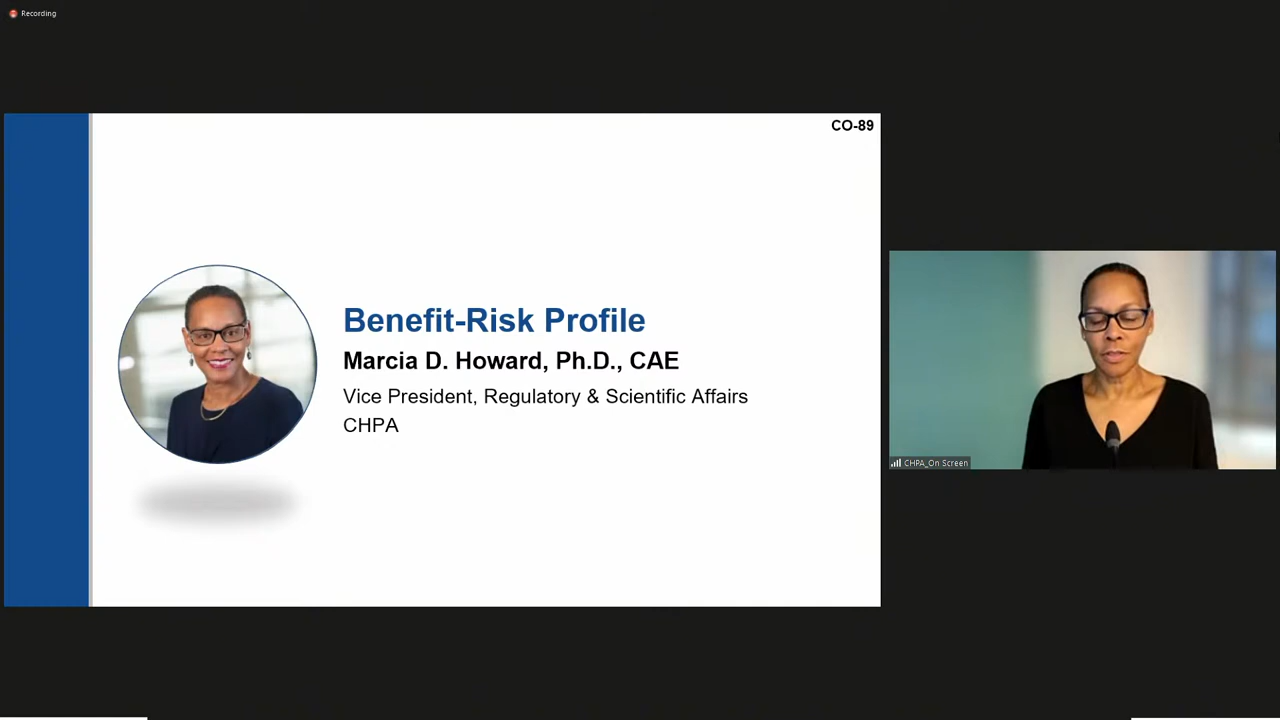 Recording
CO-89
Benefit-Risk Profile
Marcia D. Howard, Ph.D., CAE
Vice President, Regulatory & Scientific Affairs
CHPA
CHPA_On Screen